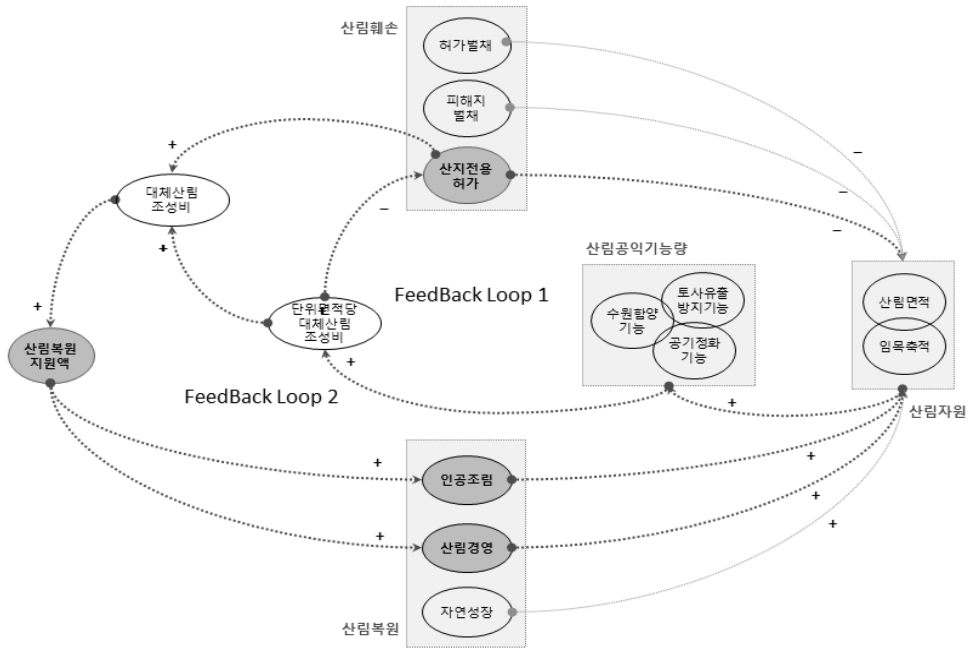 산림훼손
허가벌채
피해지
벌채
산지전용
허가
+
−
−
−
−
대체산림
조성비
+
산림공익기능량
토사유출
방지기능
수원함양
기능
공기정화
기능
산림면적
임목축적
산림자원
FeedBack Loop 1
단위면적당
+
대체산림
조성비
+
+
+
산림복원
지원액
FeedBack Loop 2
+
인공조림
+
+
산림경영
+
+
자연성장
+
산림복원